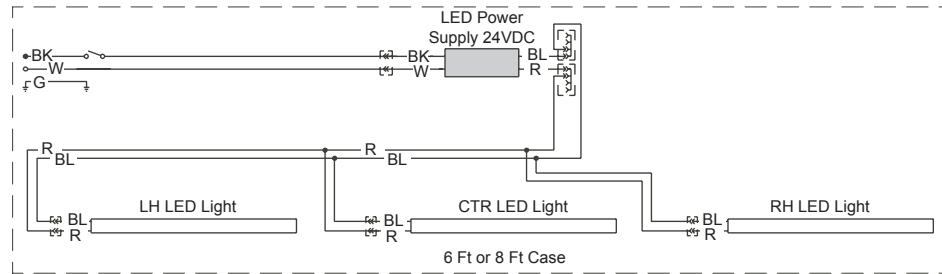 LED Power
Supply 24VDC
BK
BK
BL
W
W
R
G
R
R
BL
BL
LH LED Light
CTR LED Light
RH LED Light
BL
BL
BL
R
R
R
6 Ft or 8 Ft Case